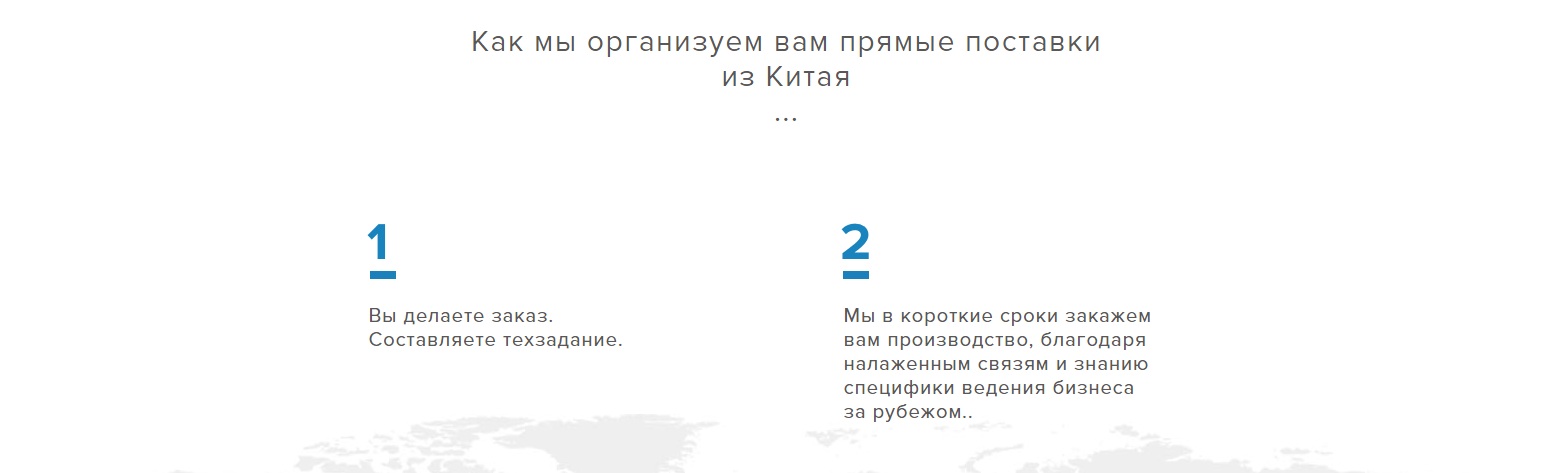 Как мы организуем вам прямые поставки
из Китая
...
1
Вы делаете заказ.
Составляете техзадание.
2
Мы в короткие сроки закажем
вам производство, благодаря
налаженным связям и знанию
специфики ведения бизнеса
за рубежом..